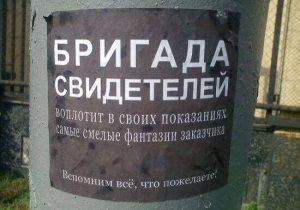 БРИГАДА
СВИДЕТЕЛЕЙ
воплотит в своих показаниях
самые смелые фантазии заказчика
Вспомним всё, что пожелаете!